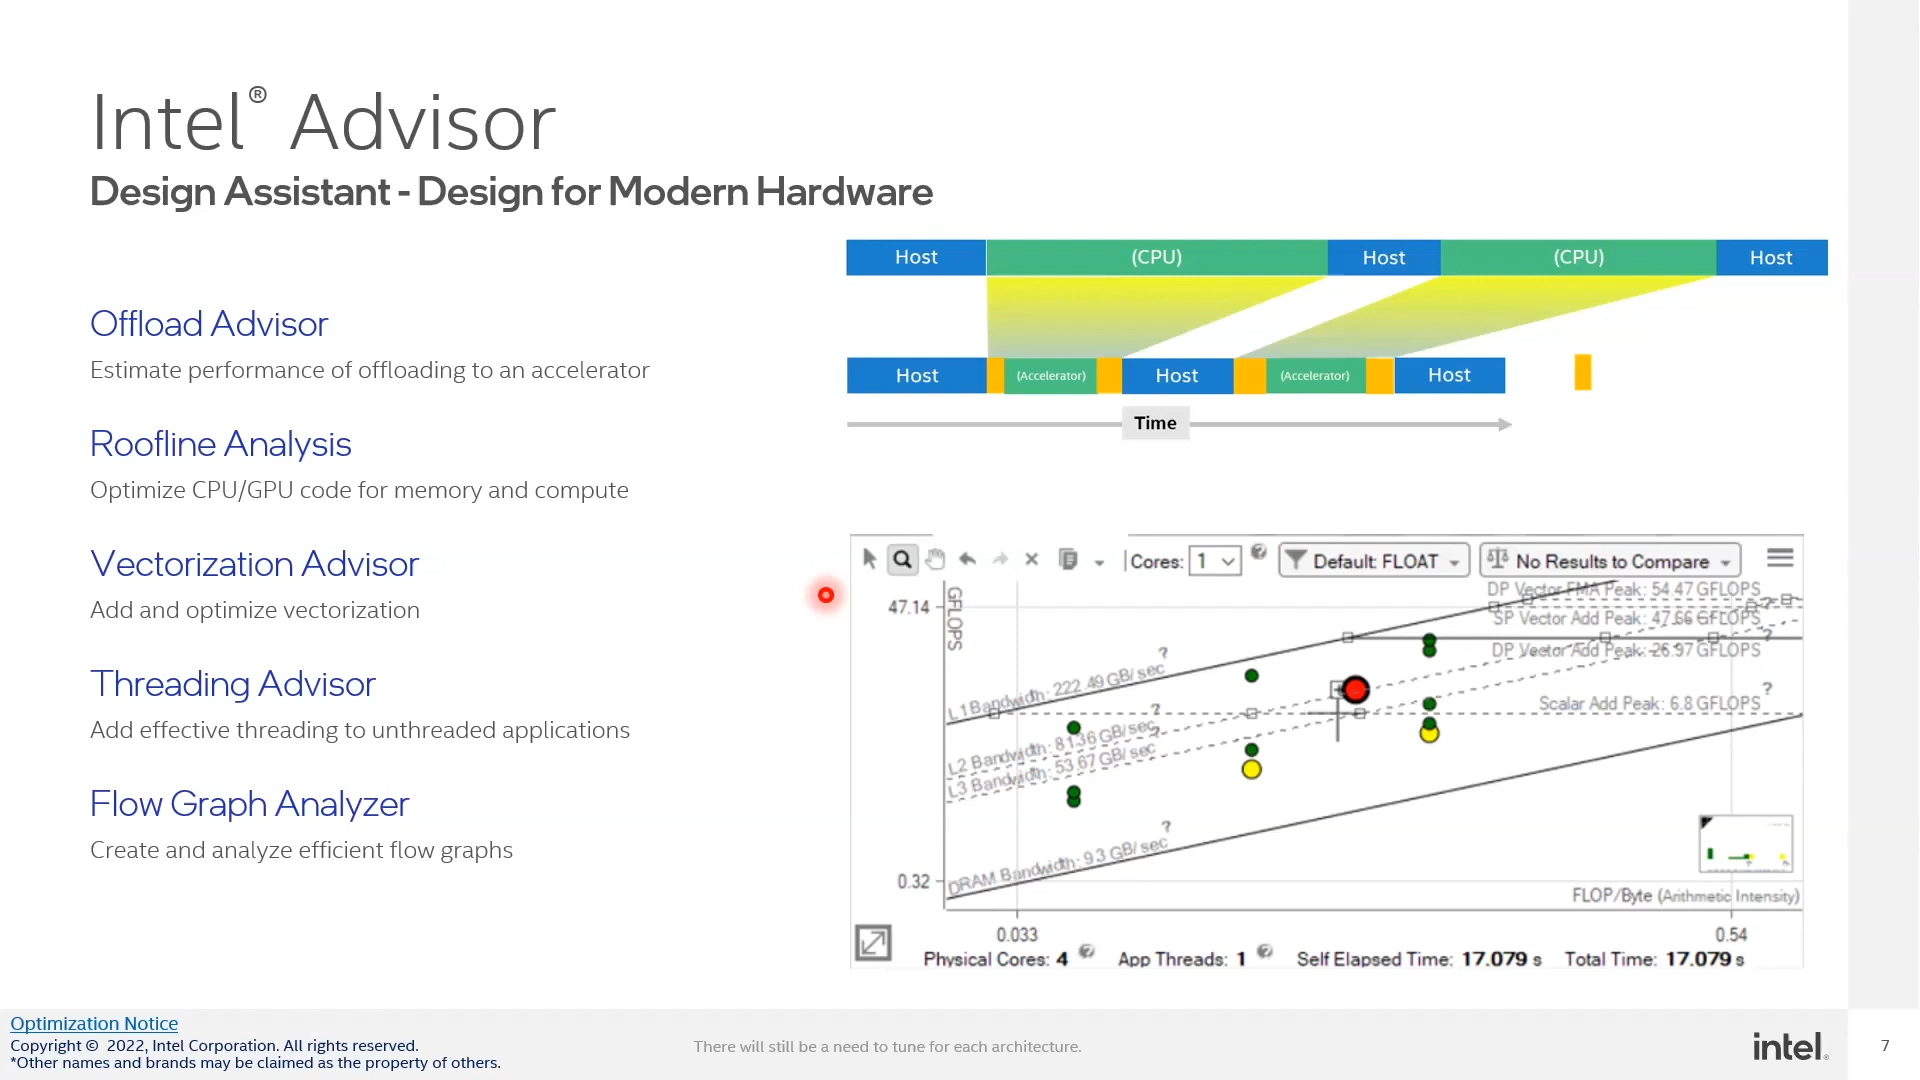 Intel® Advisor
Design Assistant - Design for Modern Hardware
Offload Advisor
Estimate performance of offloading to an accelerator
Roofline Analysis
Optimize CPU/GPU code for memory and compute
Vectorization Advisor
Add and optimize vectorization
Threading Advisor
Add effective threading to unthreaded applications
Flow Graph Analyzer
Create and analyze efficient flow graphs
Host (CPU) Host (CPU) Host
Host (Accelerator) Host (Accelerator) Host
Time
Cores: 1 Default: FLOAT No Results to Compare
47.14
GFLOPS
DP Vector FMA Peak: 54.47 GFLOPS
SP Vector Add Peak: 47.66 GFLOPS
?
DP Vector Add Peak: 26.97 GFLOPS
L1 Bandwidth: 222.49 GB/sec
?
Scalar Add Peak: 6.8 GFLOPS
?
L2 Bandwidth: 81.36 GB/sec
?
L3 Bandwidth: 53.67 GB/sec
?
DRAM Bandwidth: 9.3 GB/sec
?
0.32
FLOP/Byte (Arithmetic Intensity)
0.033
0.54
Physical Cores: 4 App Threads: 1 Self Elapsed Time: 17.079 s Total Time: 17.079 s
Optimization Notice
Copyright © 2022, Intel Corporation. All rights reserved.
*Other names and brands may be claimed as the property of others.
There will still be a need to tune for each architecture.
intel.
7